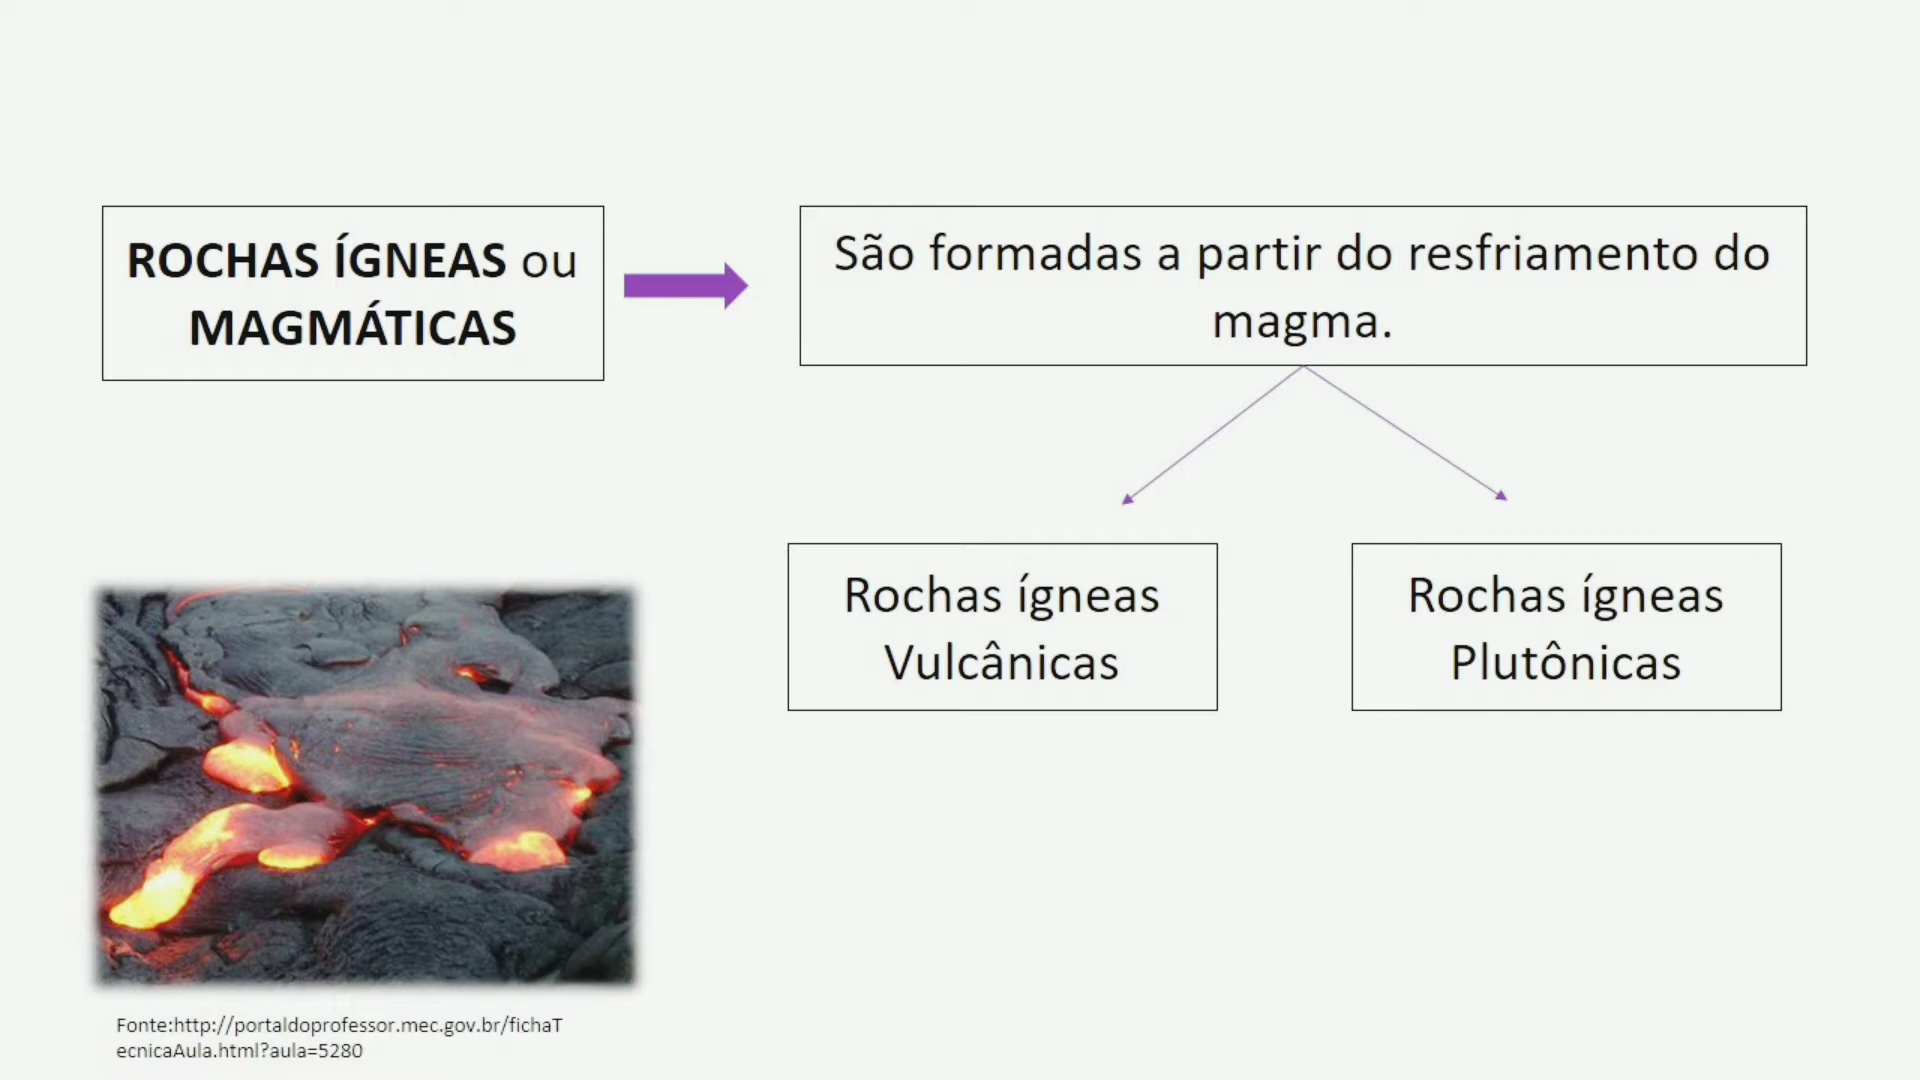 ROCHAS ÍGNEAS ou
MAGMÁTICAS
São formadas a partir do resfriamento do
magma.
Rochas ígneas
Vulcânicas
Rochas ígneas
Plutônicas
Fonte:http://portaldoprofessor.mec.gov.br/fichaT
ecnicaAula.html?aula=5280